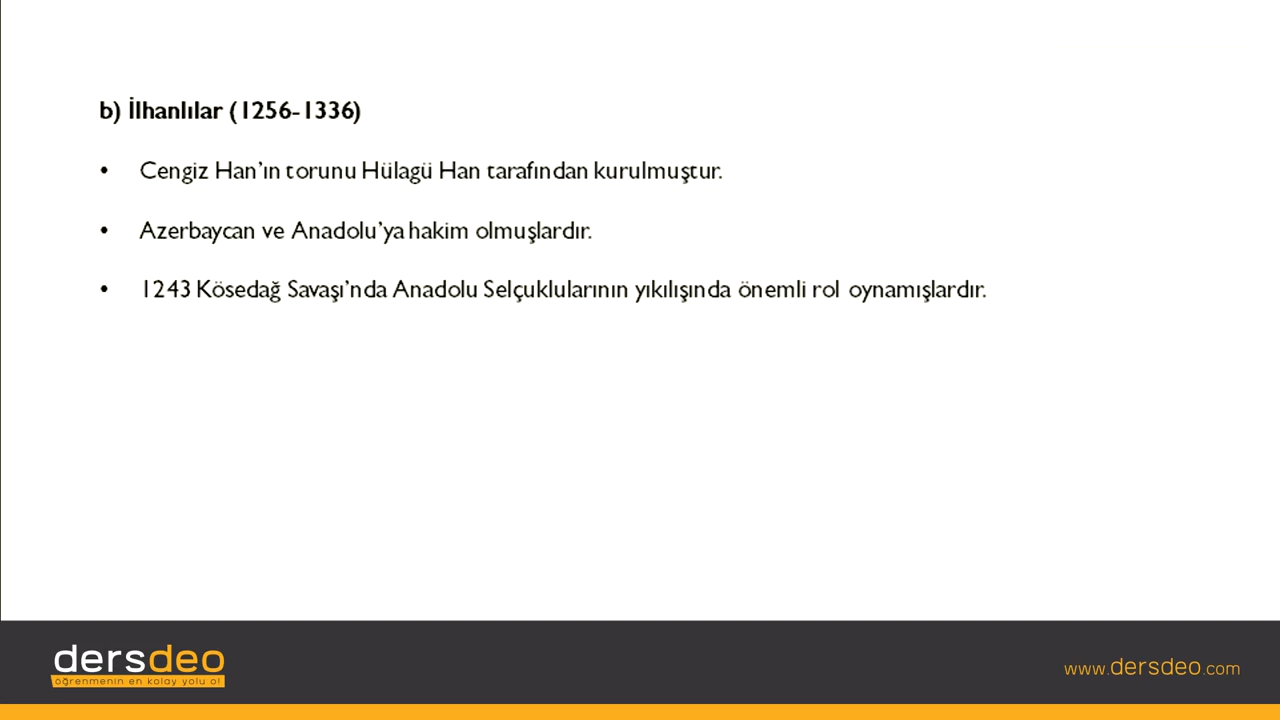 b) İlhanlılar (1256-1336)
• Cengiz Han’ın torunu Hülagü Han tarafından kurulmuştur.
• Azerbaycan ve Anadolu’ya hakim olmuşlardır.
• 1243 Kösedağ Savaşı’nda Anadolu Selçuklularının yıkılışında önemli rol oynamışlardır.
dersdeo
öğrenmenin en kolay yolu o!
www.dersdeo.com